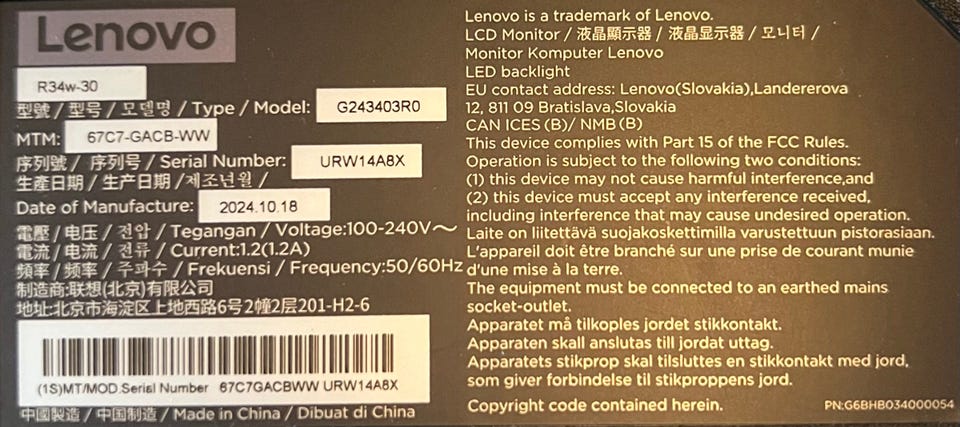 Lenovo
R34w-30
型號 / 型号 / 모델명 / Type / Model: G243403R0
MTM: 67C7-GACB-WW
序列號 / 序列号 / Serial Number: URW14A8X
生產日期 / 生产日期 / 제조년월 /
Date of Manufacture: 2024.10.18
電壓 / 电压 / 전압 / Tegangan / Voltage:100-240V～
電流 / 电流 / 전류 / Current:1.2(1.2A)
頻率 / 频率 / 주파수 / Frekuensi / Frequency:50/60Hz
制造商:联想(北京)有限公司
地址:北京市海淀区上地西路6号2幢2层201-H2-6
(1S)MT/MOD.Serial Number 67C7GACBWW URW14A8X
中國製造 / 中国制造 / Made in China / Dibuat di China
Lenovo is a trademark of Lenovo.
LCD Monitor / 液晶顯示器 / 液晶显示器 / 모니터 /
Monitor Komputer Lenovo
LED backlight
EU contact address: Lenovo(Slovakia),Landererova
12, 811 09 Bratislava,Slovakia
CAN ICES (B)/ NMB (B)
This device complies with Part 15 of the FCC Rules.
Operation is subject to the following two conditions:
(1) this device may not cause harmful interference,and
(2) this device must accept any interference received,
including interference that may cause undesired operation.
Laite on liitettävä suojakoskettimilla varustettuun pistorasiaan.
L'appareil doit être branché sur une prise de courant munie
d'une mise à la terre.
The equipment must be connected to an earthed mains
socket-outlet.
Apparatet må tilkoples jordet stikkontakt.
Apparaten skall anslutas till jordat uttag.
Apparatets stikprop skal tilsluttes en stikkontakt med jord,
som giver forbindelse til stikproppens jord.
Copyright code contained herein.
PN:G6BHB034000054